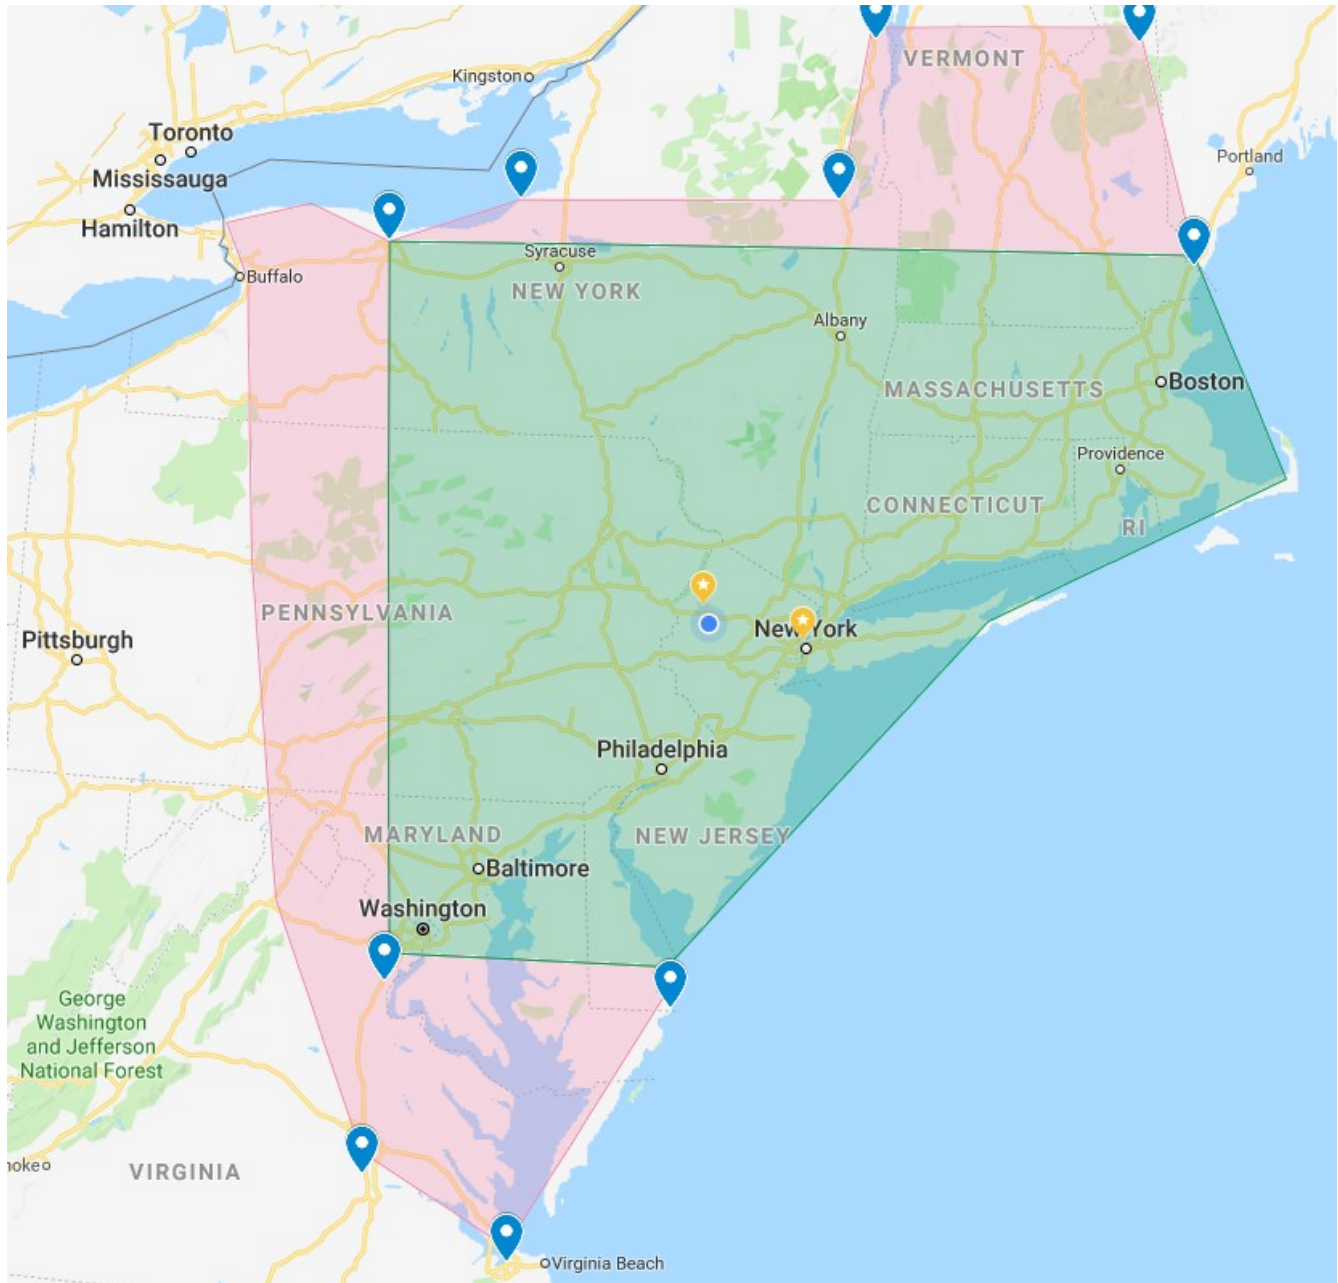 VERMONT
Kingston
Toronto
Portland
Mississauga
Hamilton
Syracuse
Buffalo
NEW YORK
Albany
Boston
MASSACHUSETTS
Providence
CONNECTICUT
RI
PENNSYLVANIA
New York
Pittsburgh
Philadelphia
MARYLAND
NEW JERSEY
Baltimore
Washington
George
Washington
and Jefferson
National Forest
noke
VIRGINIA
Virginia Beach